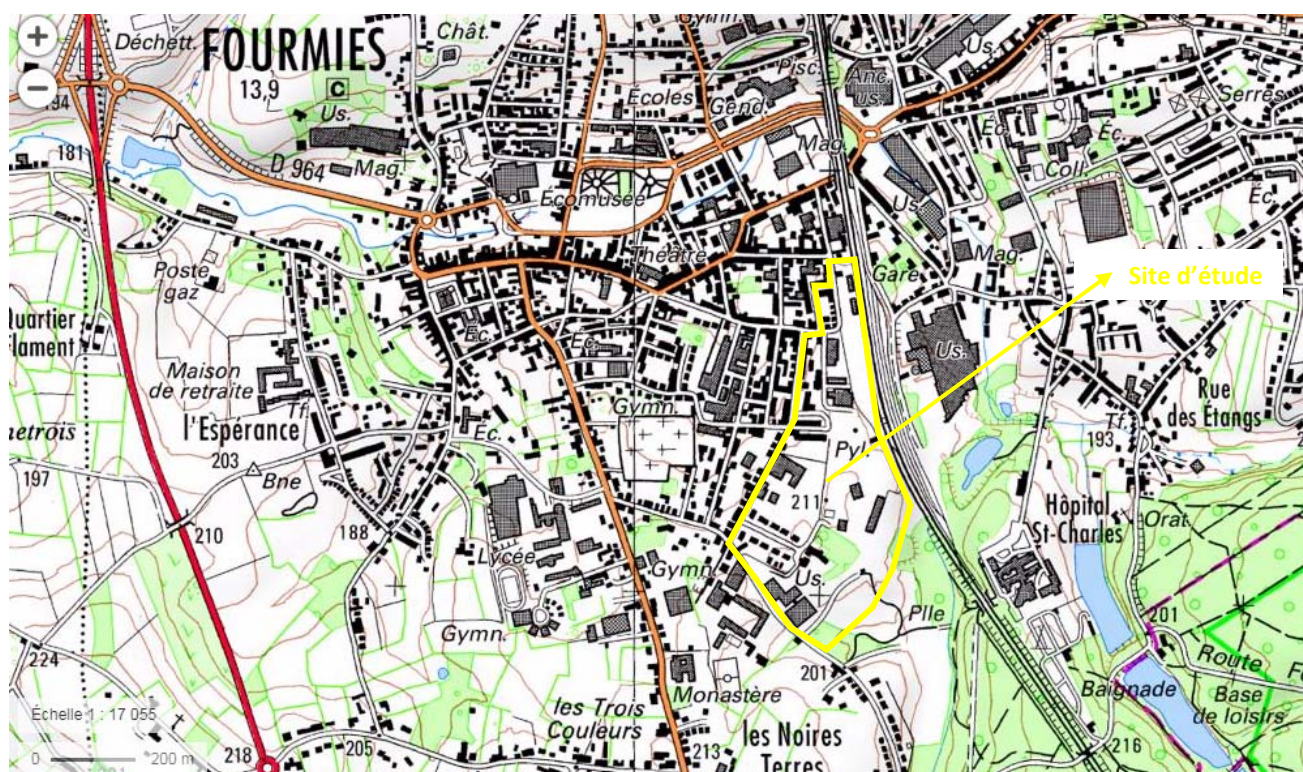 +
−
Déchett.
FOURMIES
Chât.
Gymn.
Us.
13,9
C
Pisc.
Anc.
us.
194
Us.
Écoles
Gend.
Serres
181
D 964
Mag.
Mag.
Éc.
Éc.
Coll.
Écomusée
Us.
Éc.
Poste
gaz
Théâtre
Gare
Mag.
Site d'étude
Quartier
Flament
Éc.
Éc.
Us.
Maison
de retraite
Tf.
Gymn.
Rue
des Étangs
l'Espérance
Éc.
Tf.
193
203
Bne
Pyl
197
211
Hôpital
St-Charles
Orat.
210
188
Lycée
Gymn.
Us.
Gymn.
Plle
201
224
201
Route
Baignade
Base
de loisirs
Monastère
Échelle 1 : 17 055
les Trois
Couleurs
0
200 m
218
205
213
les Noires
Terres
216